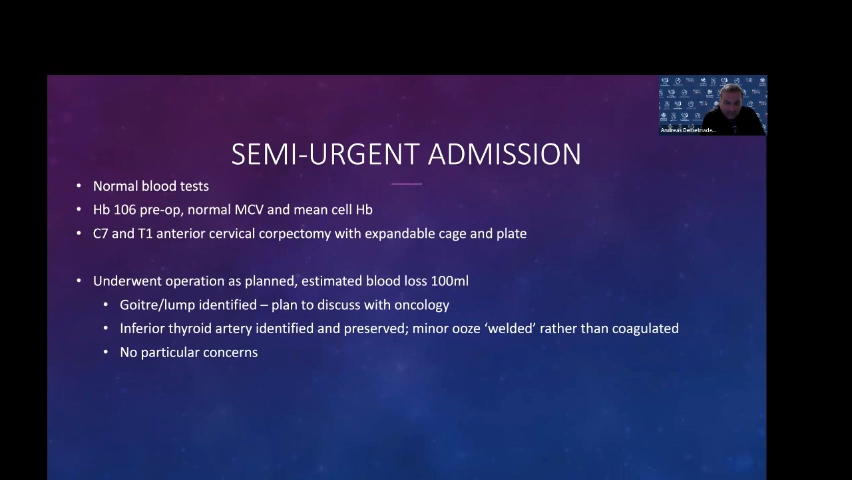 SEMI-URGENT ADMISSION
• Normal blood tests
• Hb 106 pre-op, normal MCV and mean cell Hb
• C7 and T1 anterior cervical corpectomy with expandable cage and plate
• Underwent operation as planned, estimated blood loss 100ml
• Goitre/lump identified – plan to discuss with oncology
• Inferior thyroid artery identified and preserved; minor ooze ‘welded’ rather than coagulated
• No particular concerns
Andreas